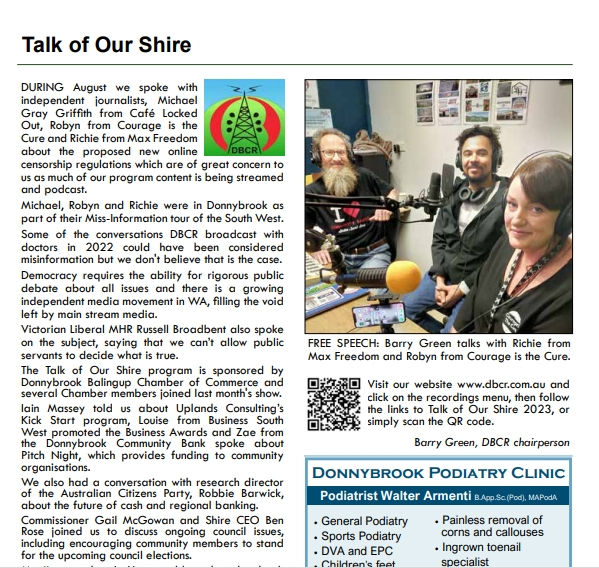 Talk of Our Shire
DURING August we spoke with
independent journalists, Michael
Gray Griffith from Café Locked
Out, Robyn from Courage is the
Cure and Richie from Max Freedom
about the proposed new online
censorship regulations which are of great concern to
us as much of our program content is being streamed
and podcast.
Michael, Robyn and Richie were in Donnybrook as
part of their Miss-Information tour of the South West.
Some of the conversations DBCR broadcast with
doctors in 2022 could have been considered
misinformation but we don't believe that is the case.
Democracy requires the ability for rigorous public
debate about all issues and there is a growing
independent media movement in WA, filling the void
left by main stream media.
Victorian Liberal MHR Russell Broadbent also spoke
on the subject, saying that we can't allow public
servants to decide what is true.
The Talk of Our Shire program is sponsored by
Donnybrook Balingup Chamber of Commerce and
several Chamber members joined last month's show.
Iain Massey told us about Uplands Consulting's
Kick Start program, Louise from Business South
West promoted the Business Awards and Zae from
the Donnybrook Community Bank spoke about
Pitch Night, which provides funding to community
organisations.
We also had a conversation with research director
of the Australian Citizens Party, Robbie Barwick,
about the future of cash and regional banking.
Commissioner Gail McGowan and Shire CEO Ben
Rose joined us to discuss ongoing council issues,
including encouraging community members to stand
for the upcoming council elections.
DBCR
FREE SPEECH: Barry Green talks with Richie from
Max Freedom and Robyn from Courage is the Cure.
Visit our website www.dbcr.com.au and
click on the recordings menu, then follow
the links to Talk of Our Shire 2023, or
simply scan the QR code.
Barry Green, DBCR chairperson
DONNYBROOK PODIATRY CLINIC
Podiatrist Walter Armenti B.App.Sc.(Pod), MAPodA
• General Podiatry
• Sports Podiatry
• DVA and EPC
• Children's feet
• Painless removal of
corns and callouses
• Ingrown toenail
specialist